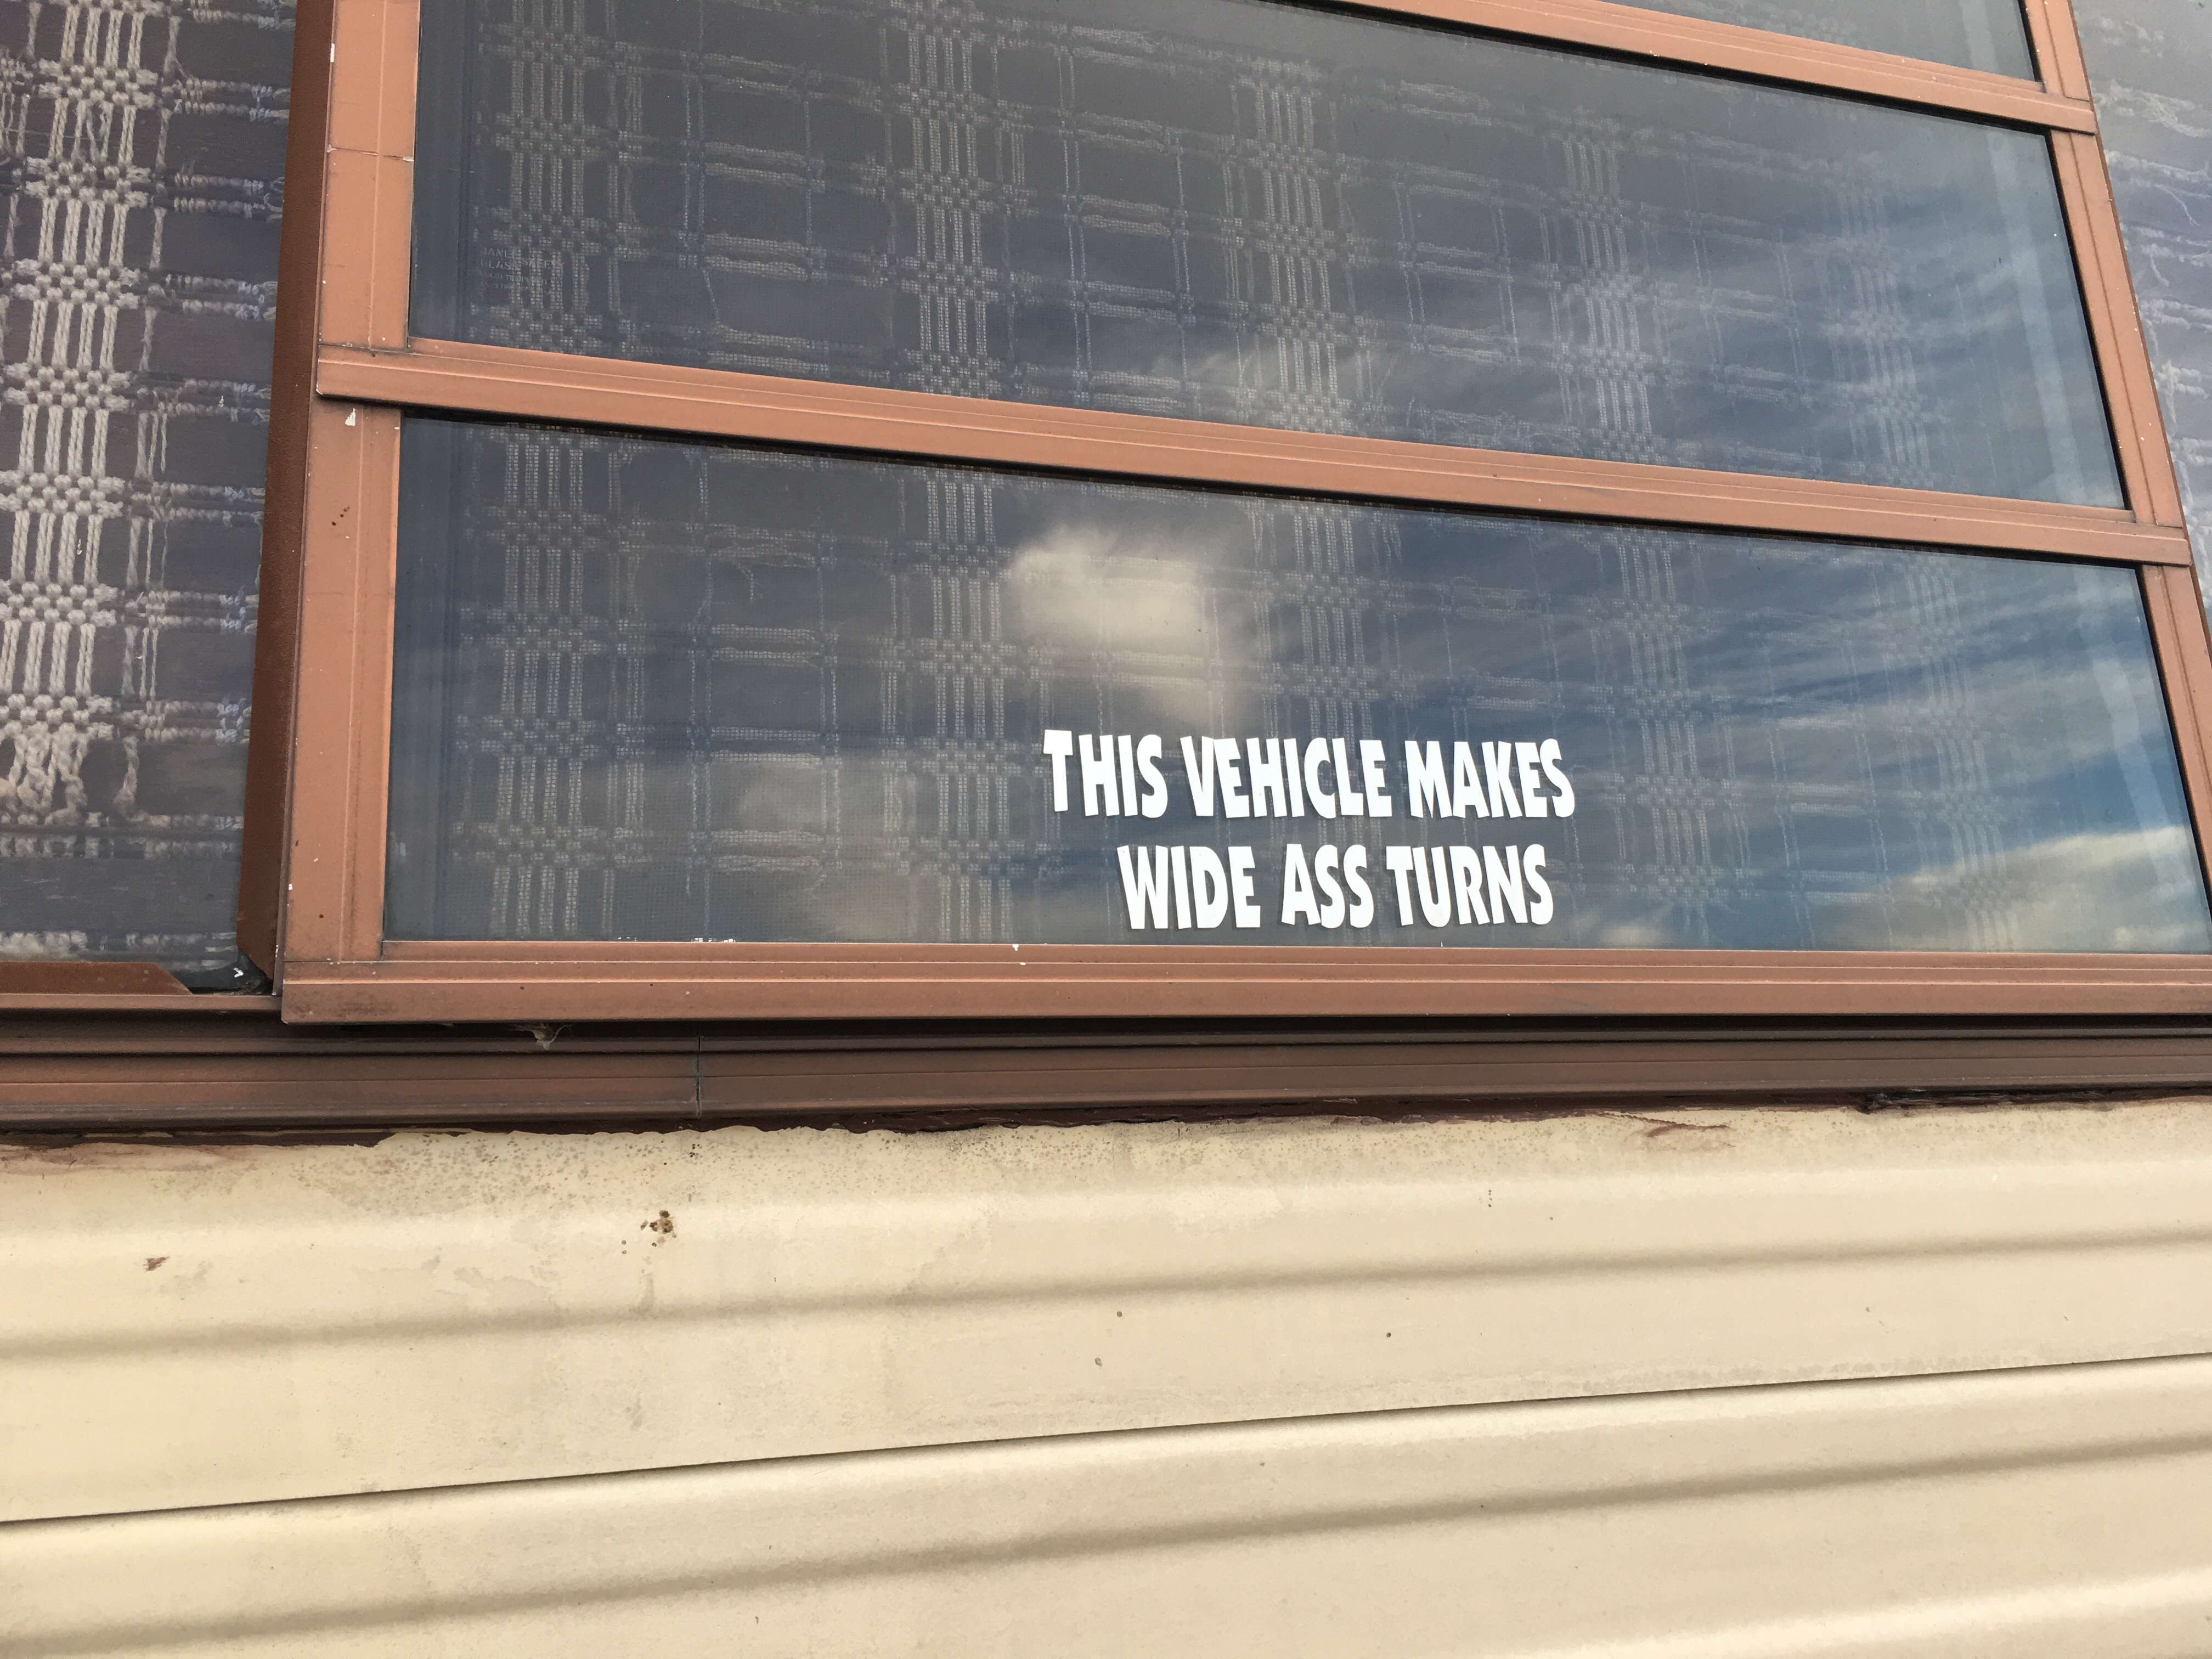 THIS VEHICLE MAKES
WIDE ASS TURNS